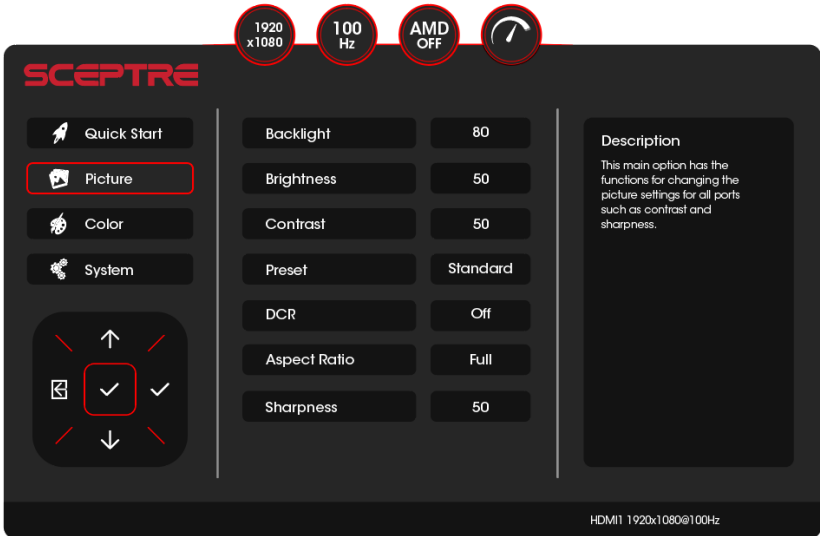 1920
x1080
100
Hz
AMD
OFF
SCEPTRE
Quick Start
Picture
Color
System
Backlight 80
Brightness 50
Contrast 50
Preset Standard
DCR Off
Aspect Ratio Full
Sharpness 50
Description
This main option has the
functions for changing the
picture settings for all ports
such as contrast and
sharpness.
HDMI1 1920x1080@100Hz